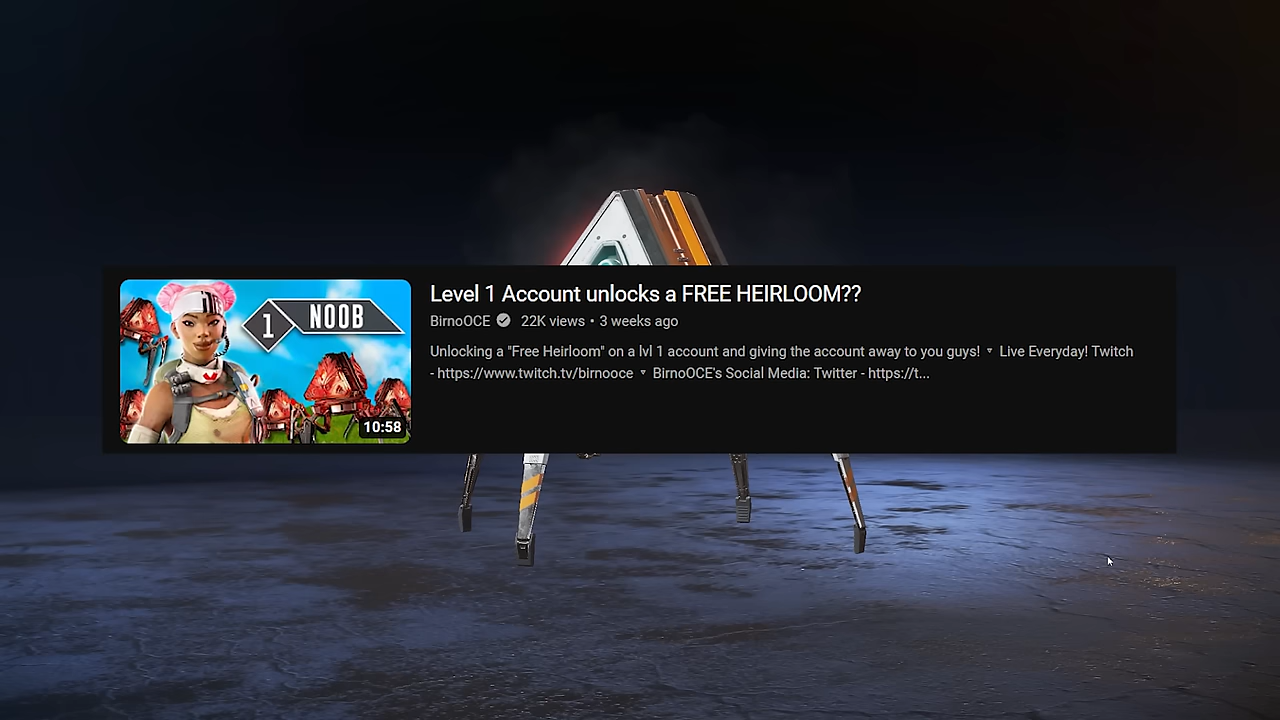 1 NOOB
10:58
Level 1 Account unlocks a FREE HEIRLOOM??
BirnoOCE 22K views • 3 weeks ago
Unlocking a "Free Heirloom" on a lvl 1 account and giving the account away to you guys! ▼ Live Everyday! Twitch
- https://www.twitch.tv/birnooce ▼ BirnoOCE's Social Media: Twitter - https://t...